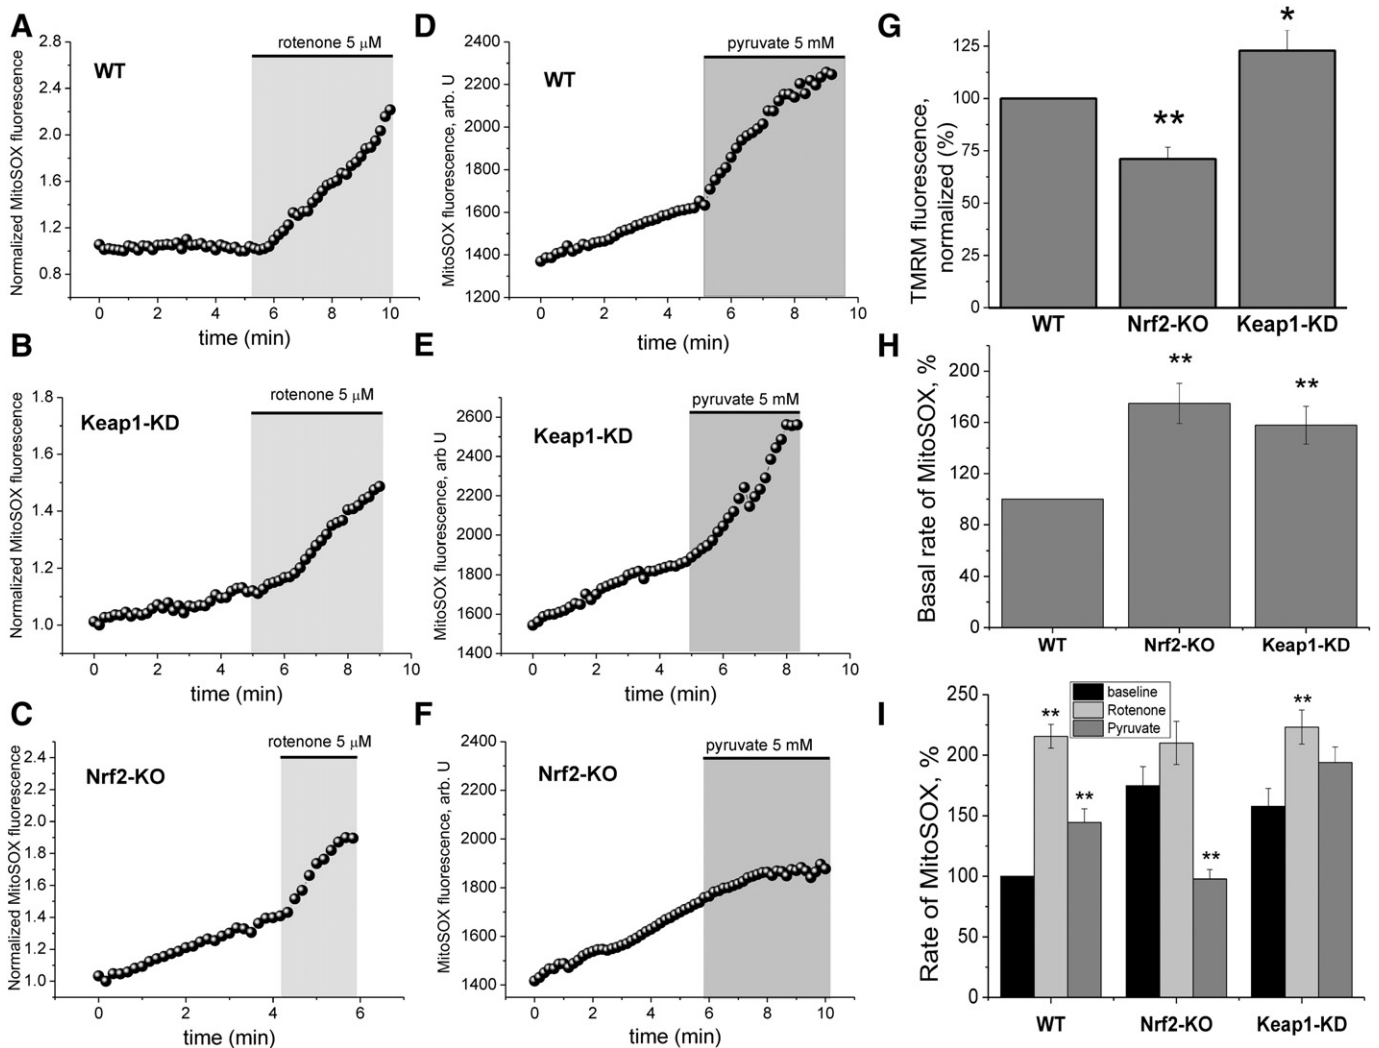 A
Normalized MitoSOX fluorescence
2.8
2.4
2.0
1.6
1.2
0.8
WT
rotenone 5 μM
0 2 4 6 8 10
time (min)
D
MitoSOX fluorescence, arb. U
2400
2200
2000
1800
1600
1400
1200
WT
pyruvate 5 mM
0 2 4 6 8 10
time (min)
G
TMRM fluorescence,
normalized (%)
125
100
75
50
25
0
**
*
WT Nrf2-KO Keap1-KD
B
Normalized MitoSOX fluorescence
1.8
1.6
1.4
1.2
1.0
Keap1-KD
rotenone 5 μM
0 2 4 6 8 10
time (min)
E
MitoSOX fluorescence, arb U
2600
2400
2200
2000
1800
1600
1400
Keap1-KD
pyruvate 5 mM
0 2 4 6 8 10
time (min)
H
Basal rate of MitoSOX, %
200
160
120
80
40
0
**
**
WT Nrf2-KO Keap1-KD
C
Normalized MitoSOX fluorescence
2.4
2.2
2.0
1.8
1.6
1.4
1.2
1.0
Nrf2-KO
rotenone 5 μM
0 2 4 6
time (min)
F
MitoSOX fluorescence, arb. U
2400
2200
2000
1800
1600
1400
Nrf2-KO
pyruvate 5 mM
0 2 4 6 8 10
time (min)
I
Rate of MitoSOX, %
250
200
150
100
50
0
baseline
Rotenone
Pyruvate
**
**
**
**
WT Nrf2-KO Keap1-KD